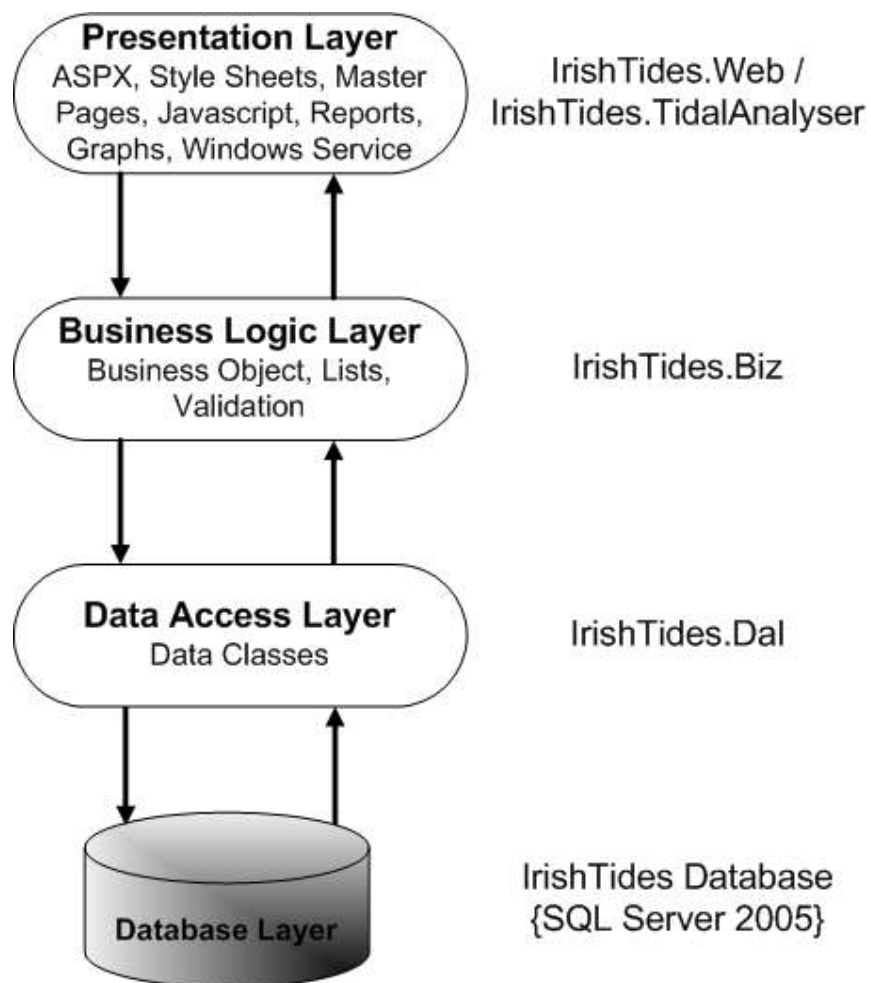 Presentation Layer
ASPX, Style Sheets, Master
Pages, Javascript, Reports,
Graphs, Windows Service
IrishTides.Web /
IrishTides.TidalAnalyser
Business Logic Layer
Business Object, Lists,
Validation
IrishTides.Biz
Data Access Layer
Data Classes
IrishTides.Dal
Database Layer
IrishTides Database
{SQL Server 2005}